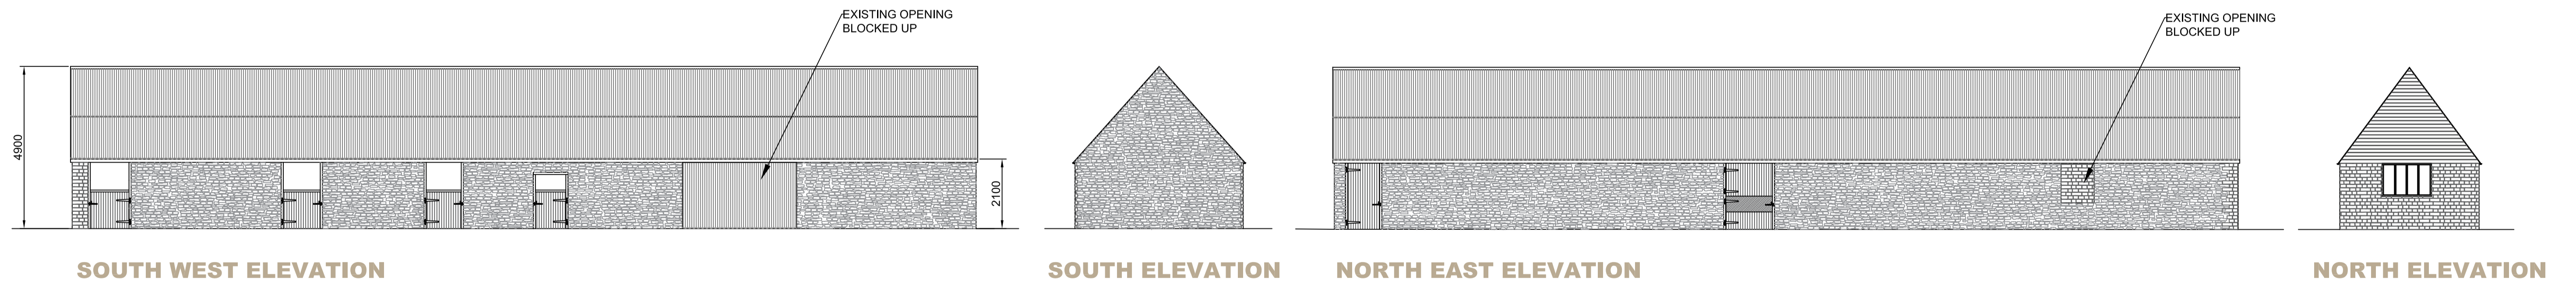 EXISTING OPENING
BLOCKED UP
4900
2100
SOUTH WEST ELEVATION
SOUTH ELEVATION
EXISTING OPENING
BLOCKED UP
NORTH EAST ELEVATION
NORTH ELEVATION